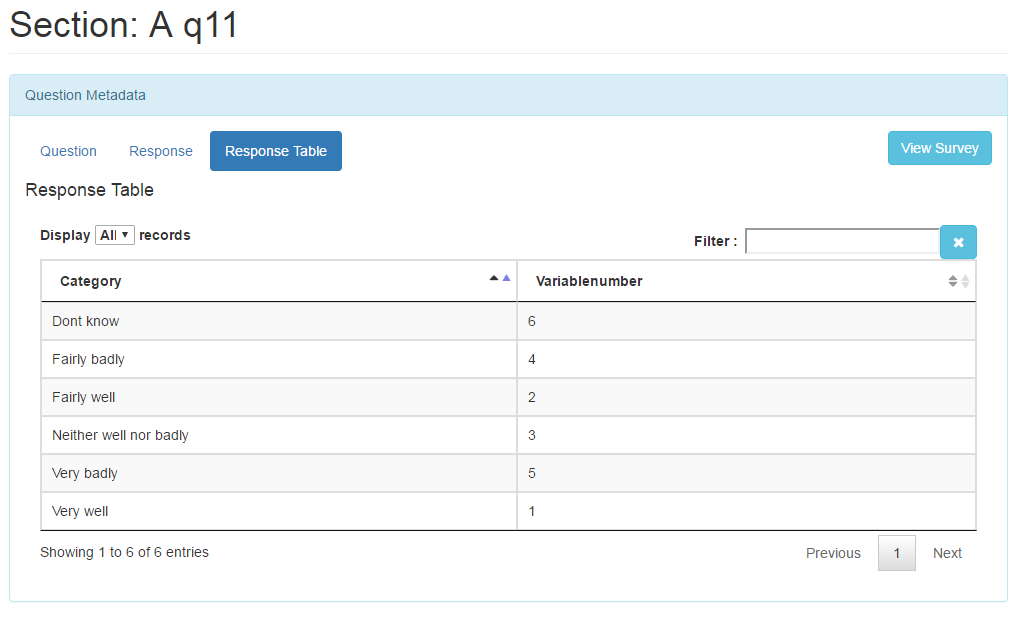 Section: A q11
Question Metadata
Question Response Response Table View Survey
Response Table
Display All records
Filter :
Category Variablenumber
Dont know 6
Fairly badly 4
Fairly well 2
Neither well nor badly 3
Very badly 5
Very well 1
Showing 1 to 6 of 6 entries Previous 1 Next